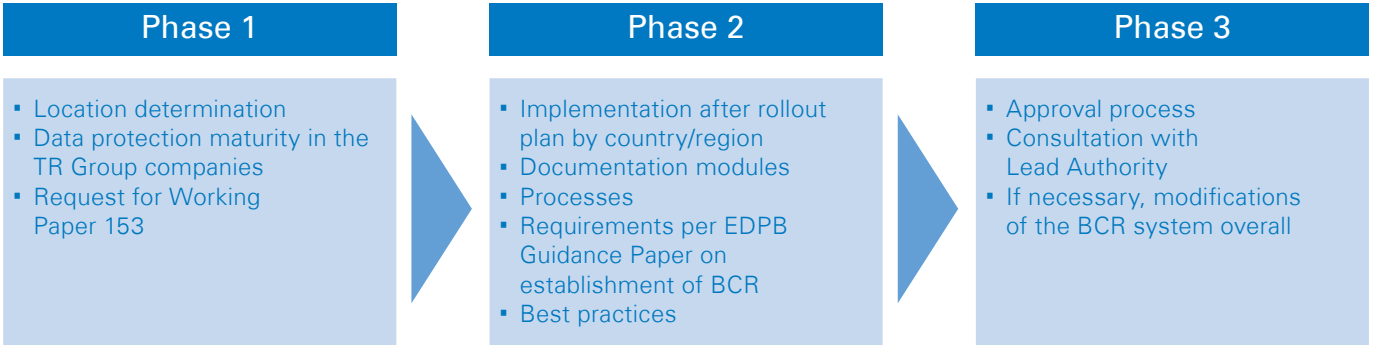 Phase 1
▪ Location determination
▪ Data protection maturity in the
TR Group companies
▪ Request for Working
Paper 153
Phase 2
▪ Implementation after rollout
plan by country/region
▪ Documentation modules
▪ Processes
▪ Requirements per EDPB
Guidance Paper on
establishment of BCR
▪ Best practices
Phase 3
▪ Approval process
▪ Consultation with
Lead Authority
▪ If necessary, modifications
of the BCR system overall